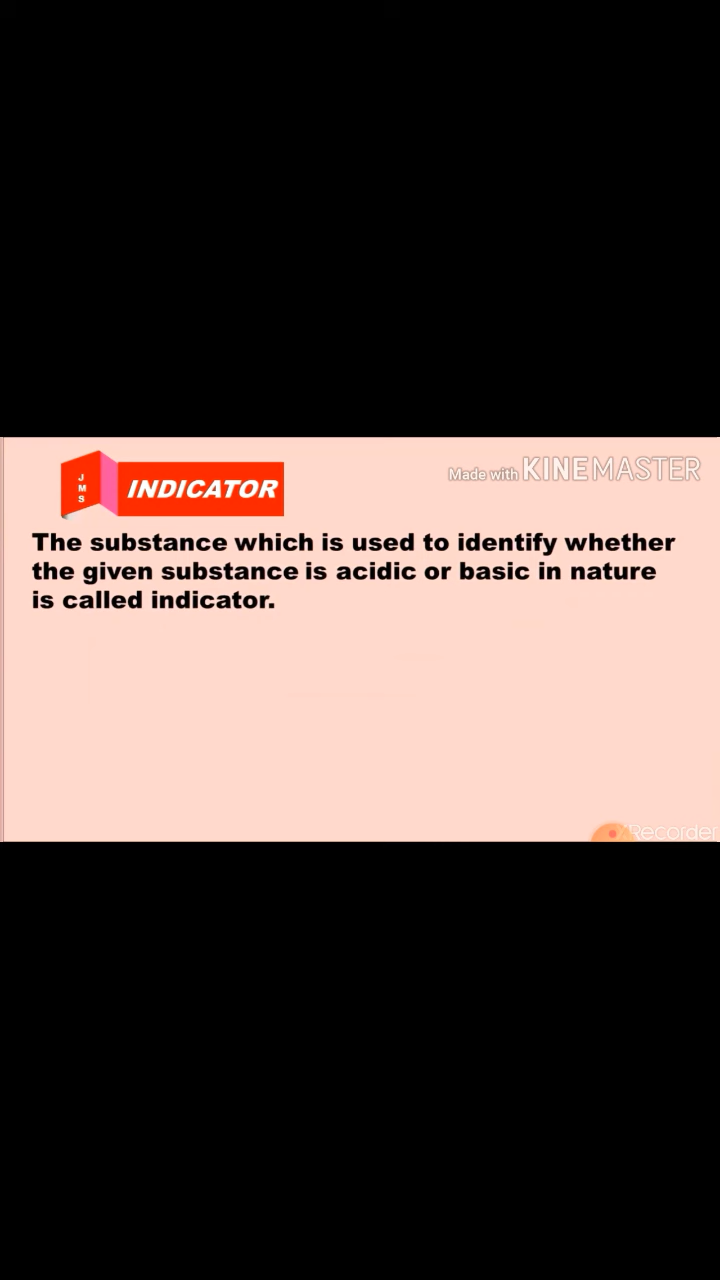 Made with KINEMASTER
J
M
S
INDICATOR
The substance which is used to identify whether
the given substance is acidic or basic in nature
is called indicator.
Recorder